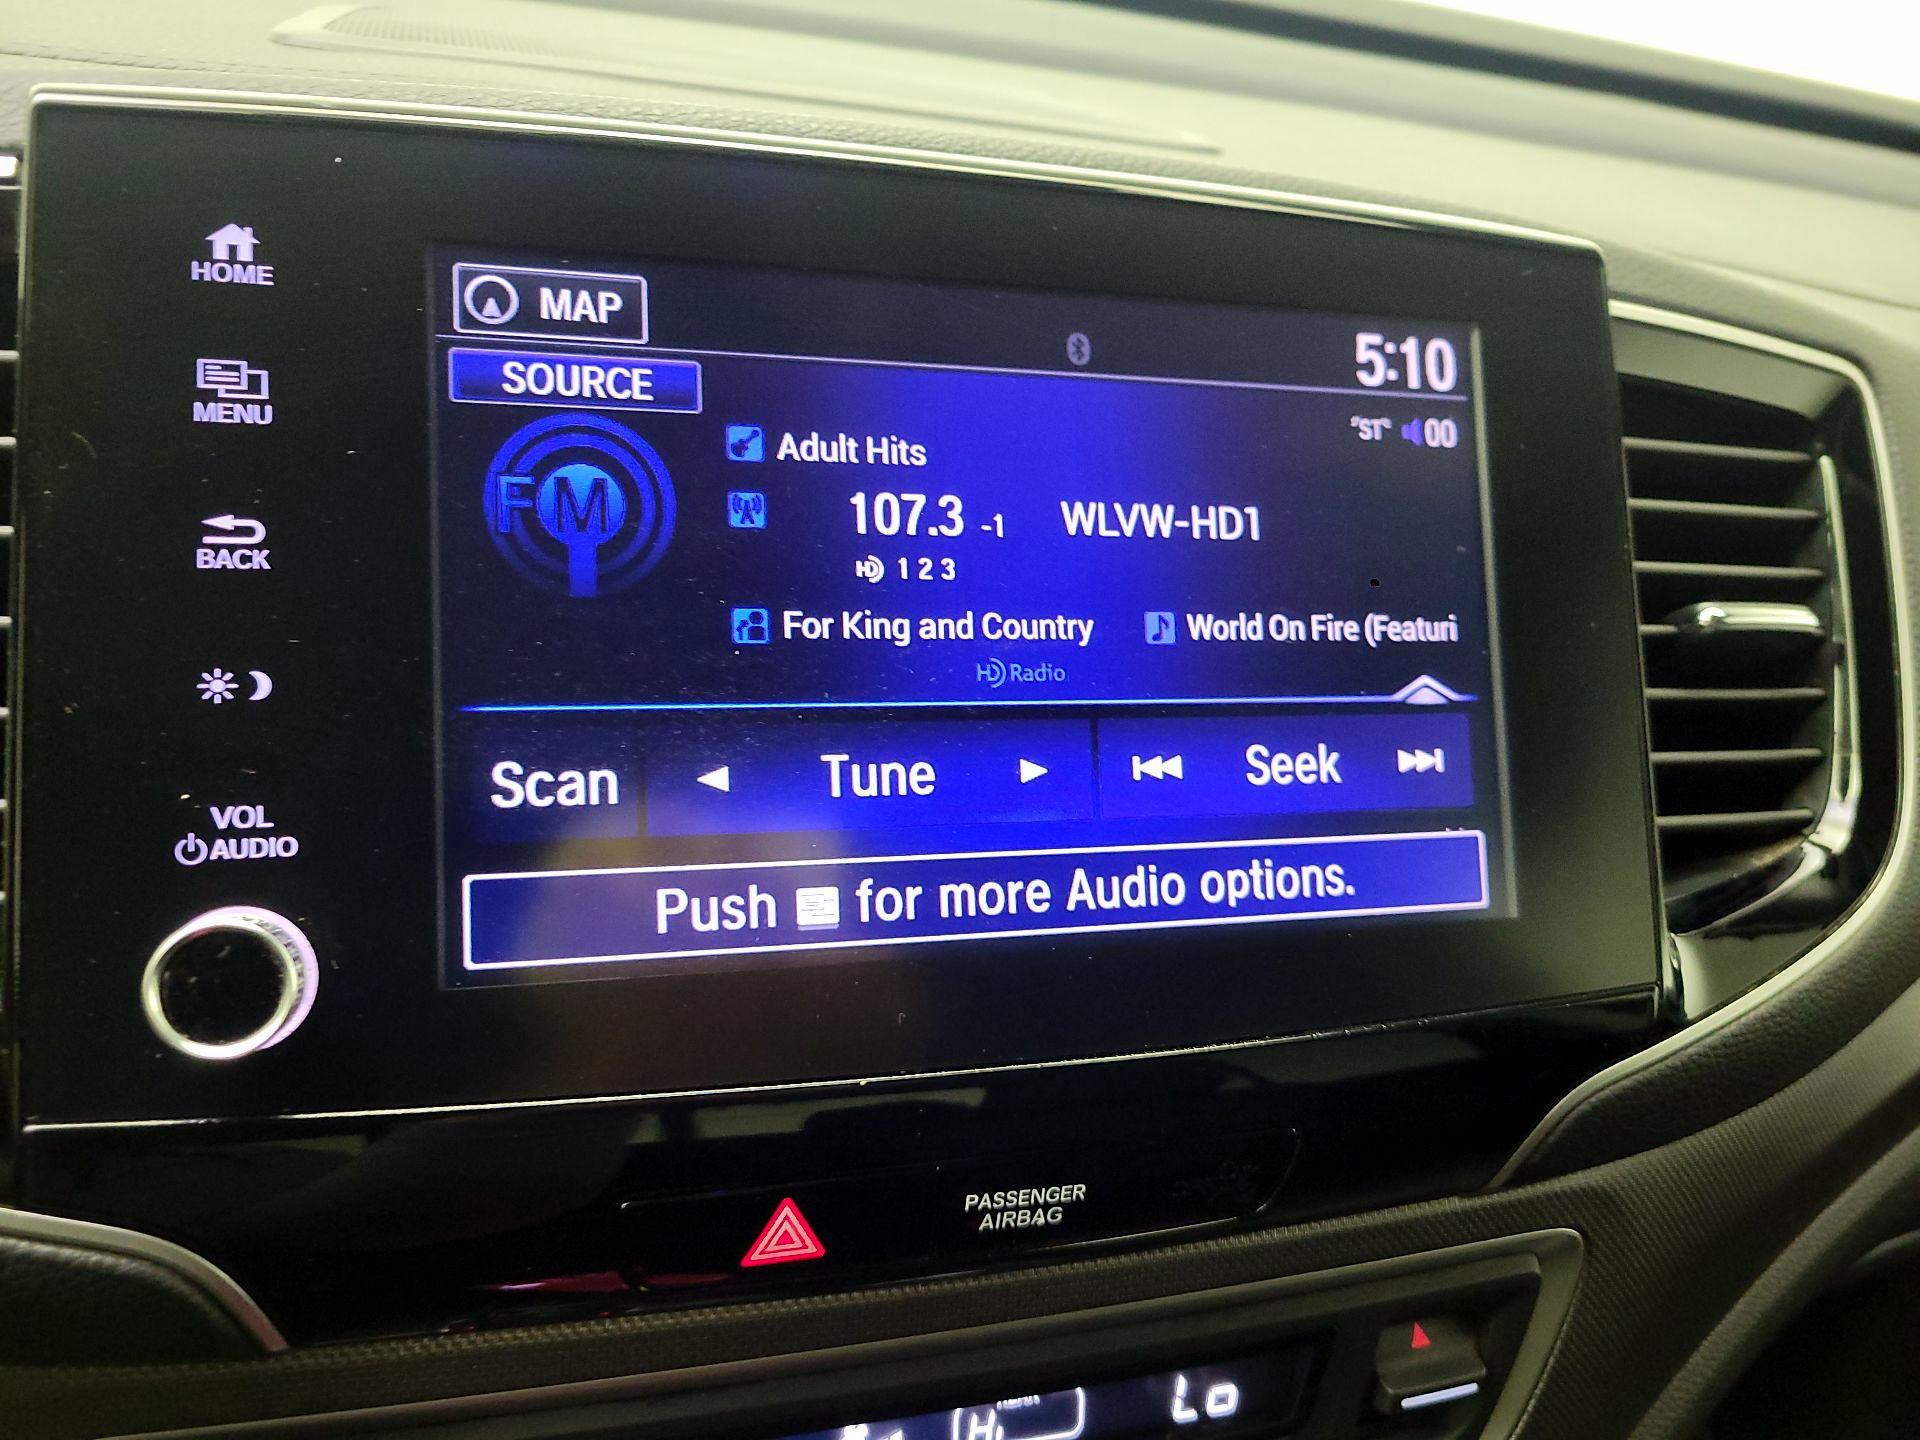 HOME
MENU
BACK
VOL
AUDIO
MAP
5:10
SOURCE
"ST" 00
FM
Adult Hits
107.3 -1 WLVW-HD1
HD 1 2 3
For King and Country World On Fire (Featuri
HD Radio
Scan Tune Seek
Push for more Audio options.
PASSENGER
AIRBAG
Lo